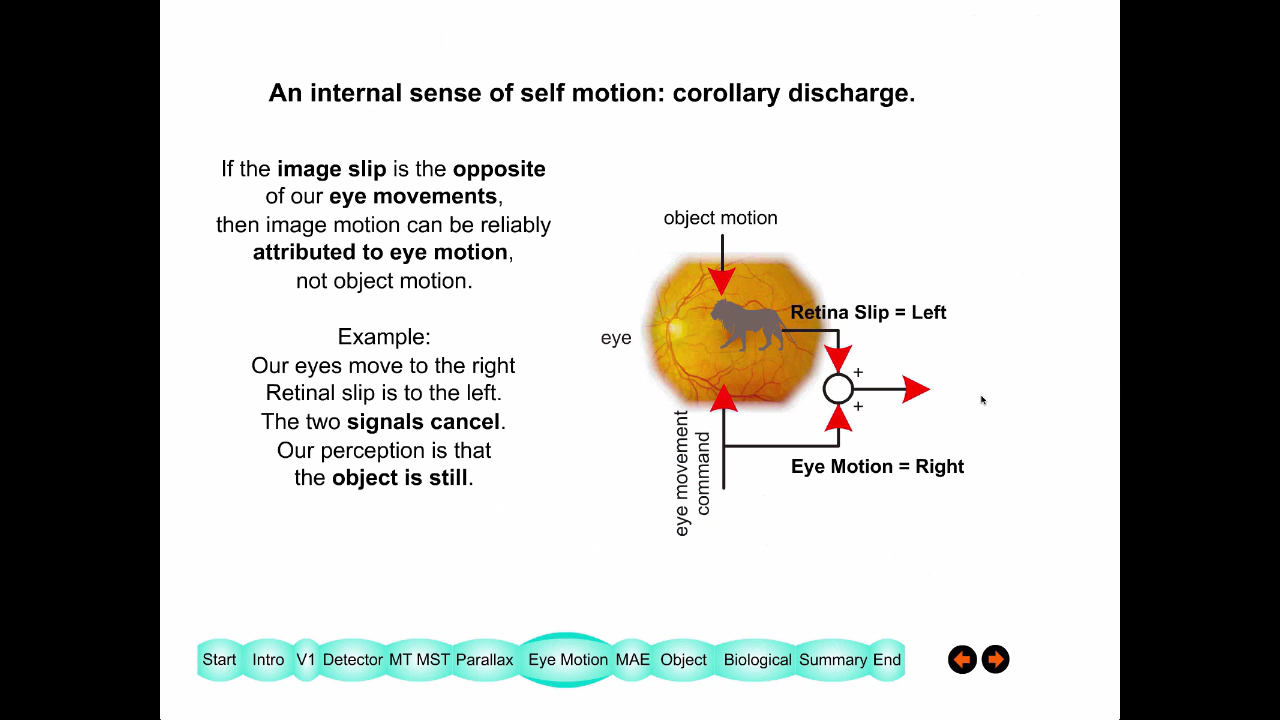 An internal sense of self motion: corollary discharge.
If the image slip is the opposite
of our eye movements,
then image motion can be reliably
attributed to eye motion,
not object motion.
Example:
Our eyes move to the right
Retinal slip is to the left.
The two signals cancel.
Our perception is that
the object is still.
object motion
Retina Slip = Left
eye
+
+
eye movement
command
Eye Motion = Right
Start Intro V1 Detector MT MST Parallax Eye Motion MAE Object Biological Summary End